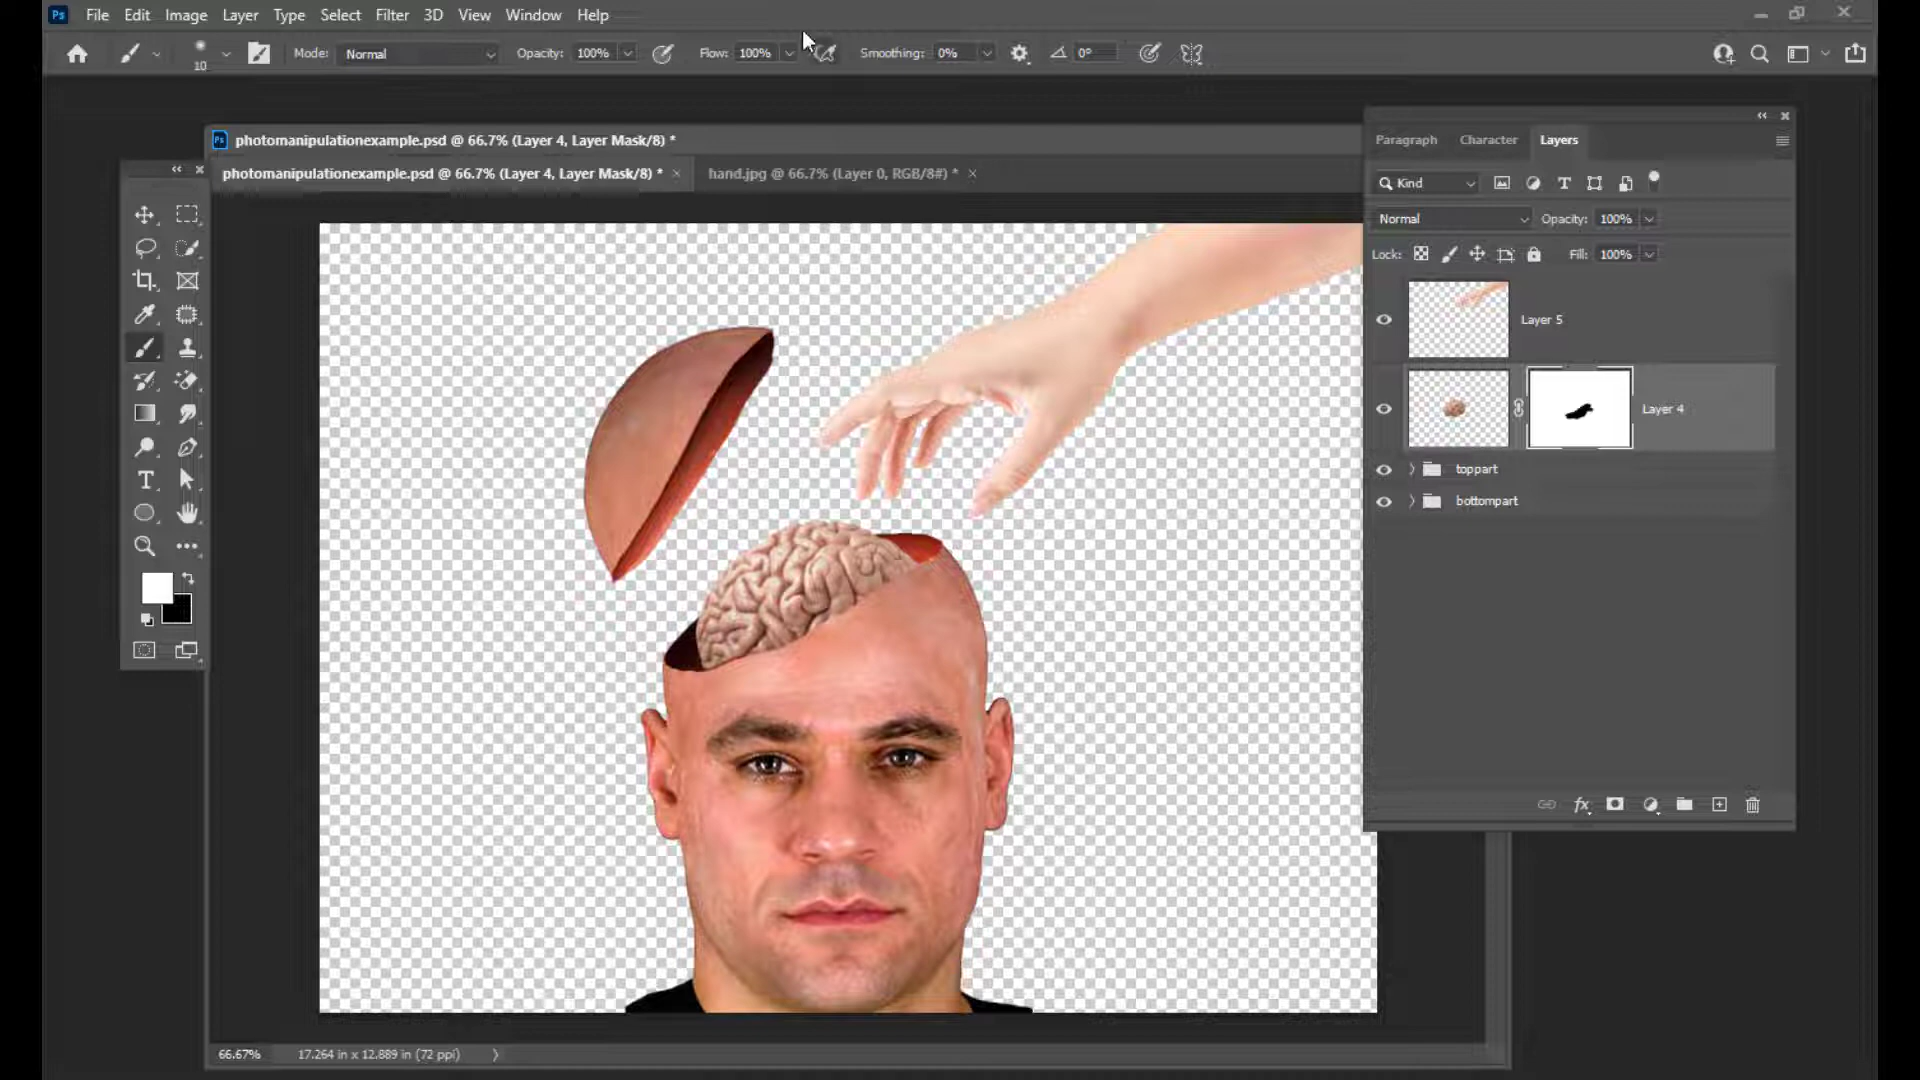 Ps File Edit Image Layer Type Select Filter 3D View Window Help
10 Mode: Normal Opacity: 100% Flow: 100% Smoothing: 0% 0°
Ps photomanipulationexample.psd @ 66.7% (Layer 4, Layer Mask/8) *
photomanipulationexample.psd @ 66.7% (Layer 4, Layer Mask/8) * × hand.jpg @ 66.7% (Layer 0, RGB/8#) * ×
Paragraph Character Layers
Kind
Normal Opacity: 100%
Lock: Fill: 100%
Layer 5
Layer 4
toppart
bottompart
fx
66.67% 17.264 in x 12.889 in (72 ppi)